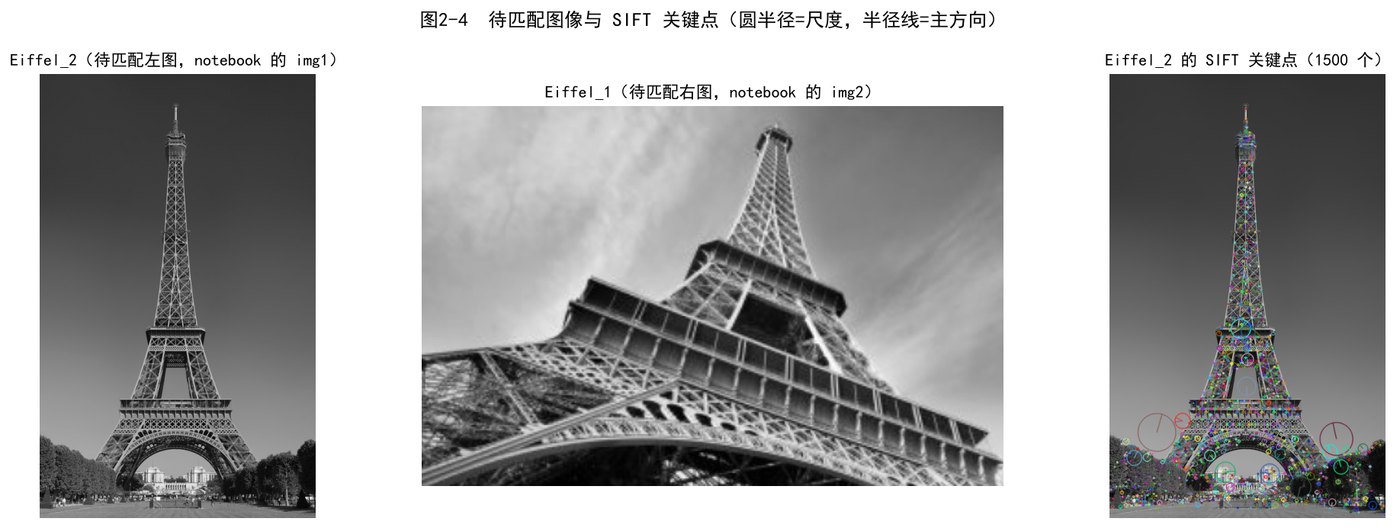 图2-4  待匹配图像与 SIFT 关键点（圆半径=尺度，半径线=主方向）
Eiffel_2（待匹配左图，notebook 的 img1）
Eiffel_1（待匹配右图，notebook 的 img2）
Eiffel_2 的 SIFT 关键点（1500 个）